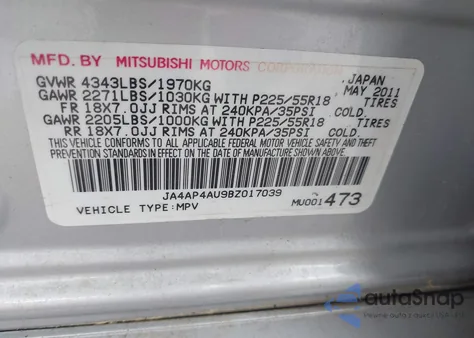 MFD. BY MITSUBISHI MOTORS CORPORATION JAPAN
GVWR 4343LBS/1970KG MAY 2011
GAWR 2271LBS/1030KG WITH P225/55R18 TIRES
FR 18X7.0JJ RIMS AT 240KPA/35PSI COLD.
GAWR 2205LBS/1000KG WITH P225/55R18 TIRES
RR 18X7.0JJ RIMS AT 240KPA/35PSI COLD.
THIS VEHICLE CONFORMS TO ALL APPLICABLE
FEDERAL MOTOR VEHICLE SAFETY, BUMPER,
AND THEFT PREVENTION STANDARDS IN EFFECT
ON THE DATE OF MANUFACTURE SHOWN ABOVE.
JA4AP4AU9BZ017039
VEHICLE TYPE:MPV MU001473
autoSnap